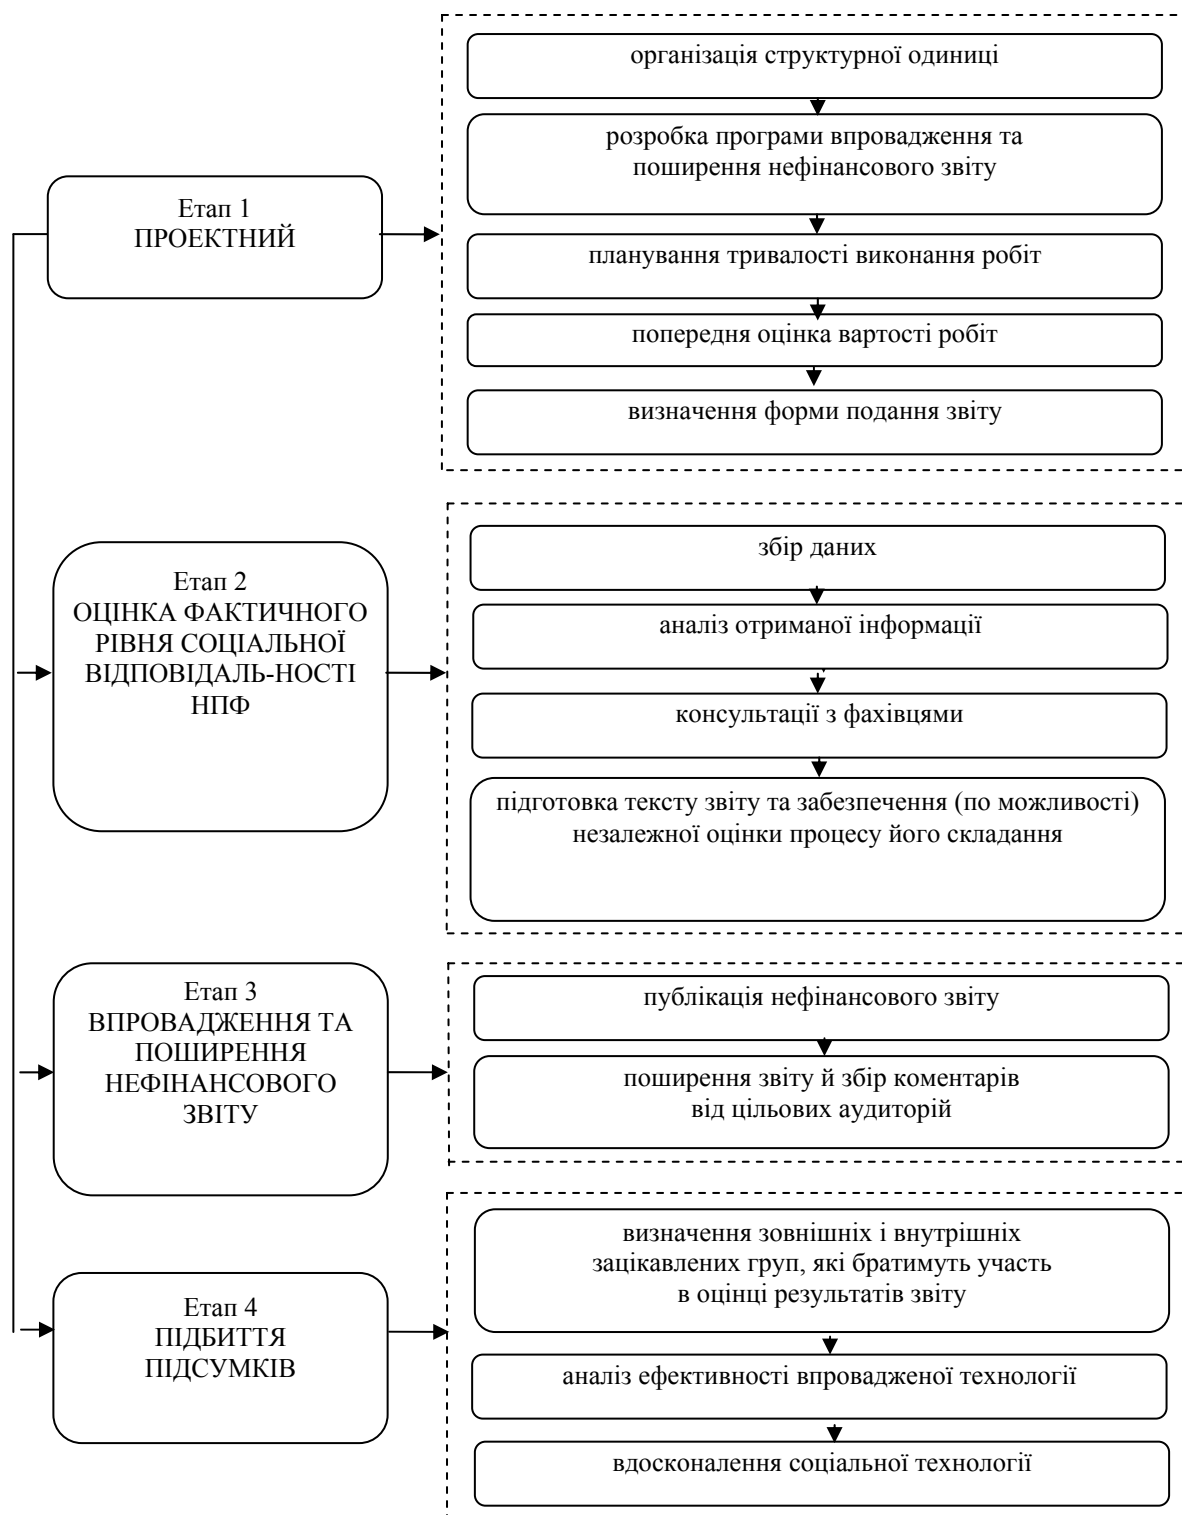 Етап 1
ПРОЕКТНИЙ
організація структурної одиниці
розробка програми впровадження та
поширення нефінансового звіту
планування тривалості виконання робіт
попередня оцінка вартості робіт
визначення форми подання звіту
Етап 2
ОЦІНКА ФАКТИЧНОГО
РІВНЯ СОЦІАЛЬНОЇ
ВІДПОВІДАЛЬ-НОСТІ
НПФ
збір даних
аналіз отриманої інформації
консультації з фахівцями
підготовка тексту звіту та забезпечення (по можливості)
незалежної оцінки процесу його складання
Етап 3
ВПРОВАДЖЕННЯ ТА
ПОШИРЕННЯ
НЕФІНАНСОВОГО
ЗВІТУ
публікація нефінансового звіту
поширення звіту й збір коментарів
від цільових аудиторій
Етап 4
ПІДБИТТЯ
ПІДСУМКІВ
визначення зовнішніх і внутрішніх
зацікавлених груп, які братимуть участь
в оцінці результатів звіту
аналіз ефективності впровадженої технології
вдосконалення соціальної технології